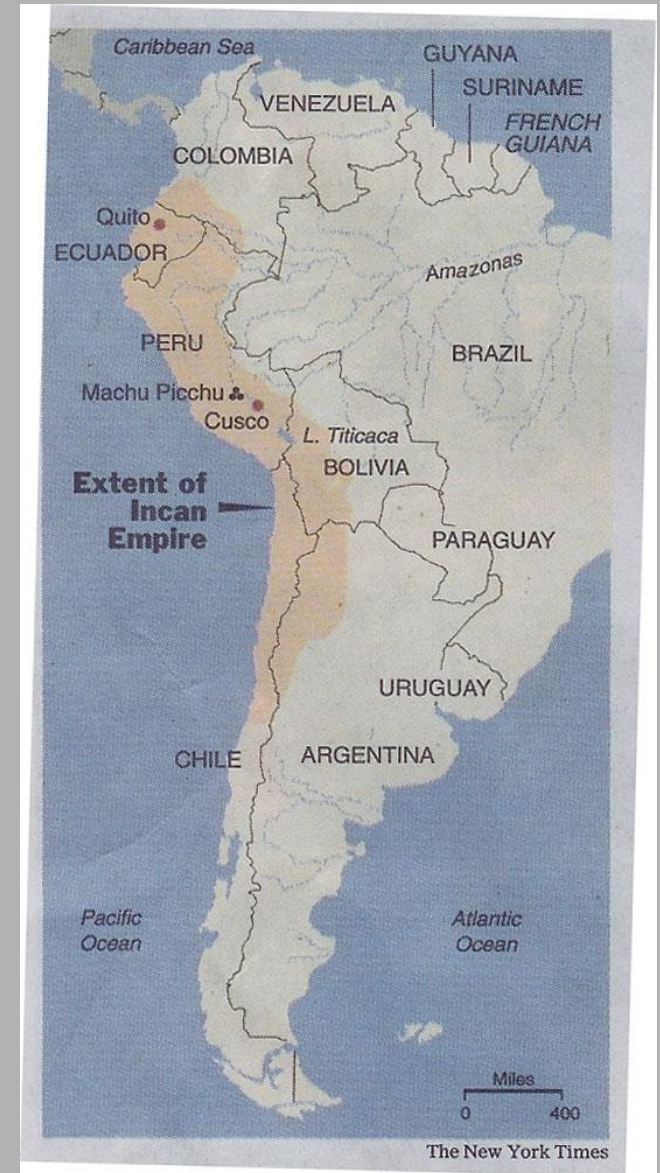 Caribbean Sea
GUYANA
SURINAME
FRENCH
GUIANA
VENEZUELA
COLOMBIA
Quito
ECUADOR
Amazonas
PERU
BRAZIL
Machu Picchu
Cusco
L. Titicaca
BOLIVIA
Extent of
Incan
Empire
PARAGUAY
URUGUAY
CHILE
ARGENTINA
Pacific
Ocean
Atlantic
Ocean
Miles
0 400
The New York Times